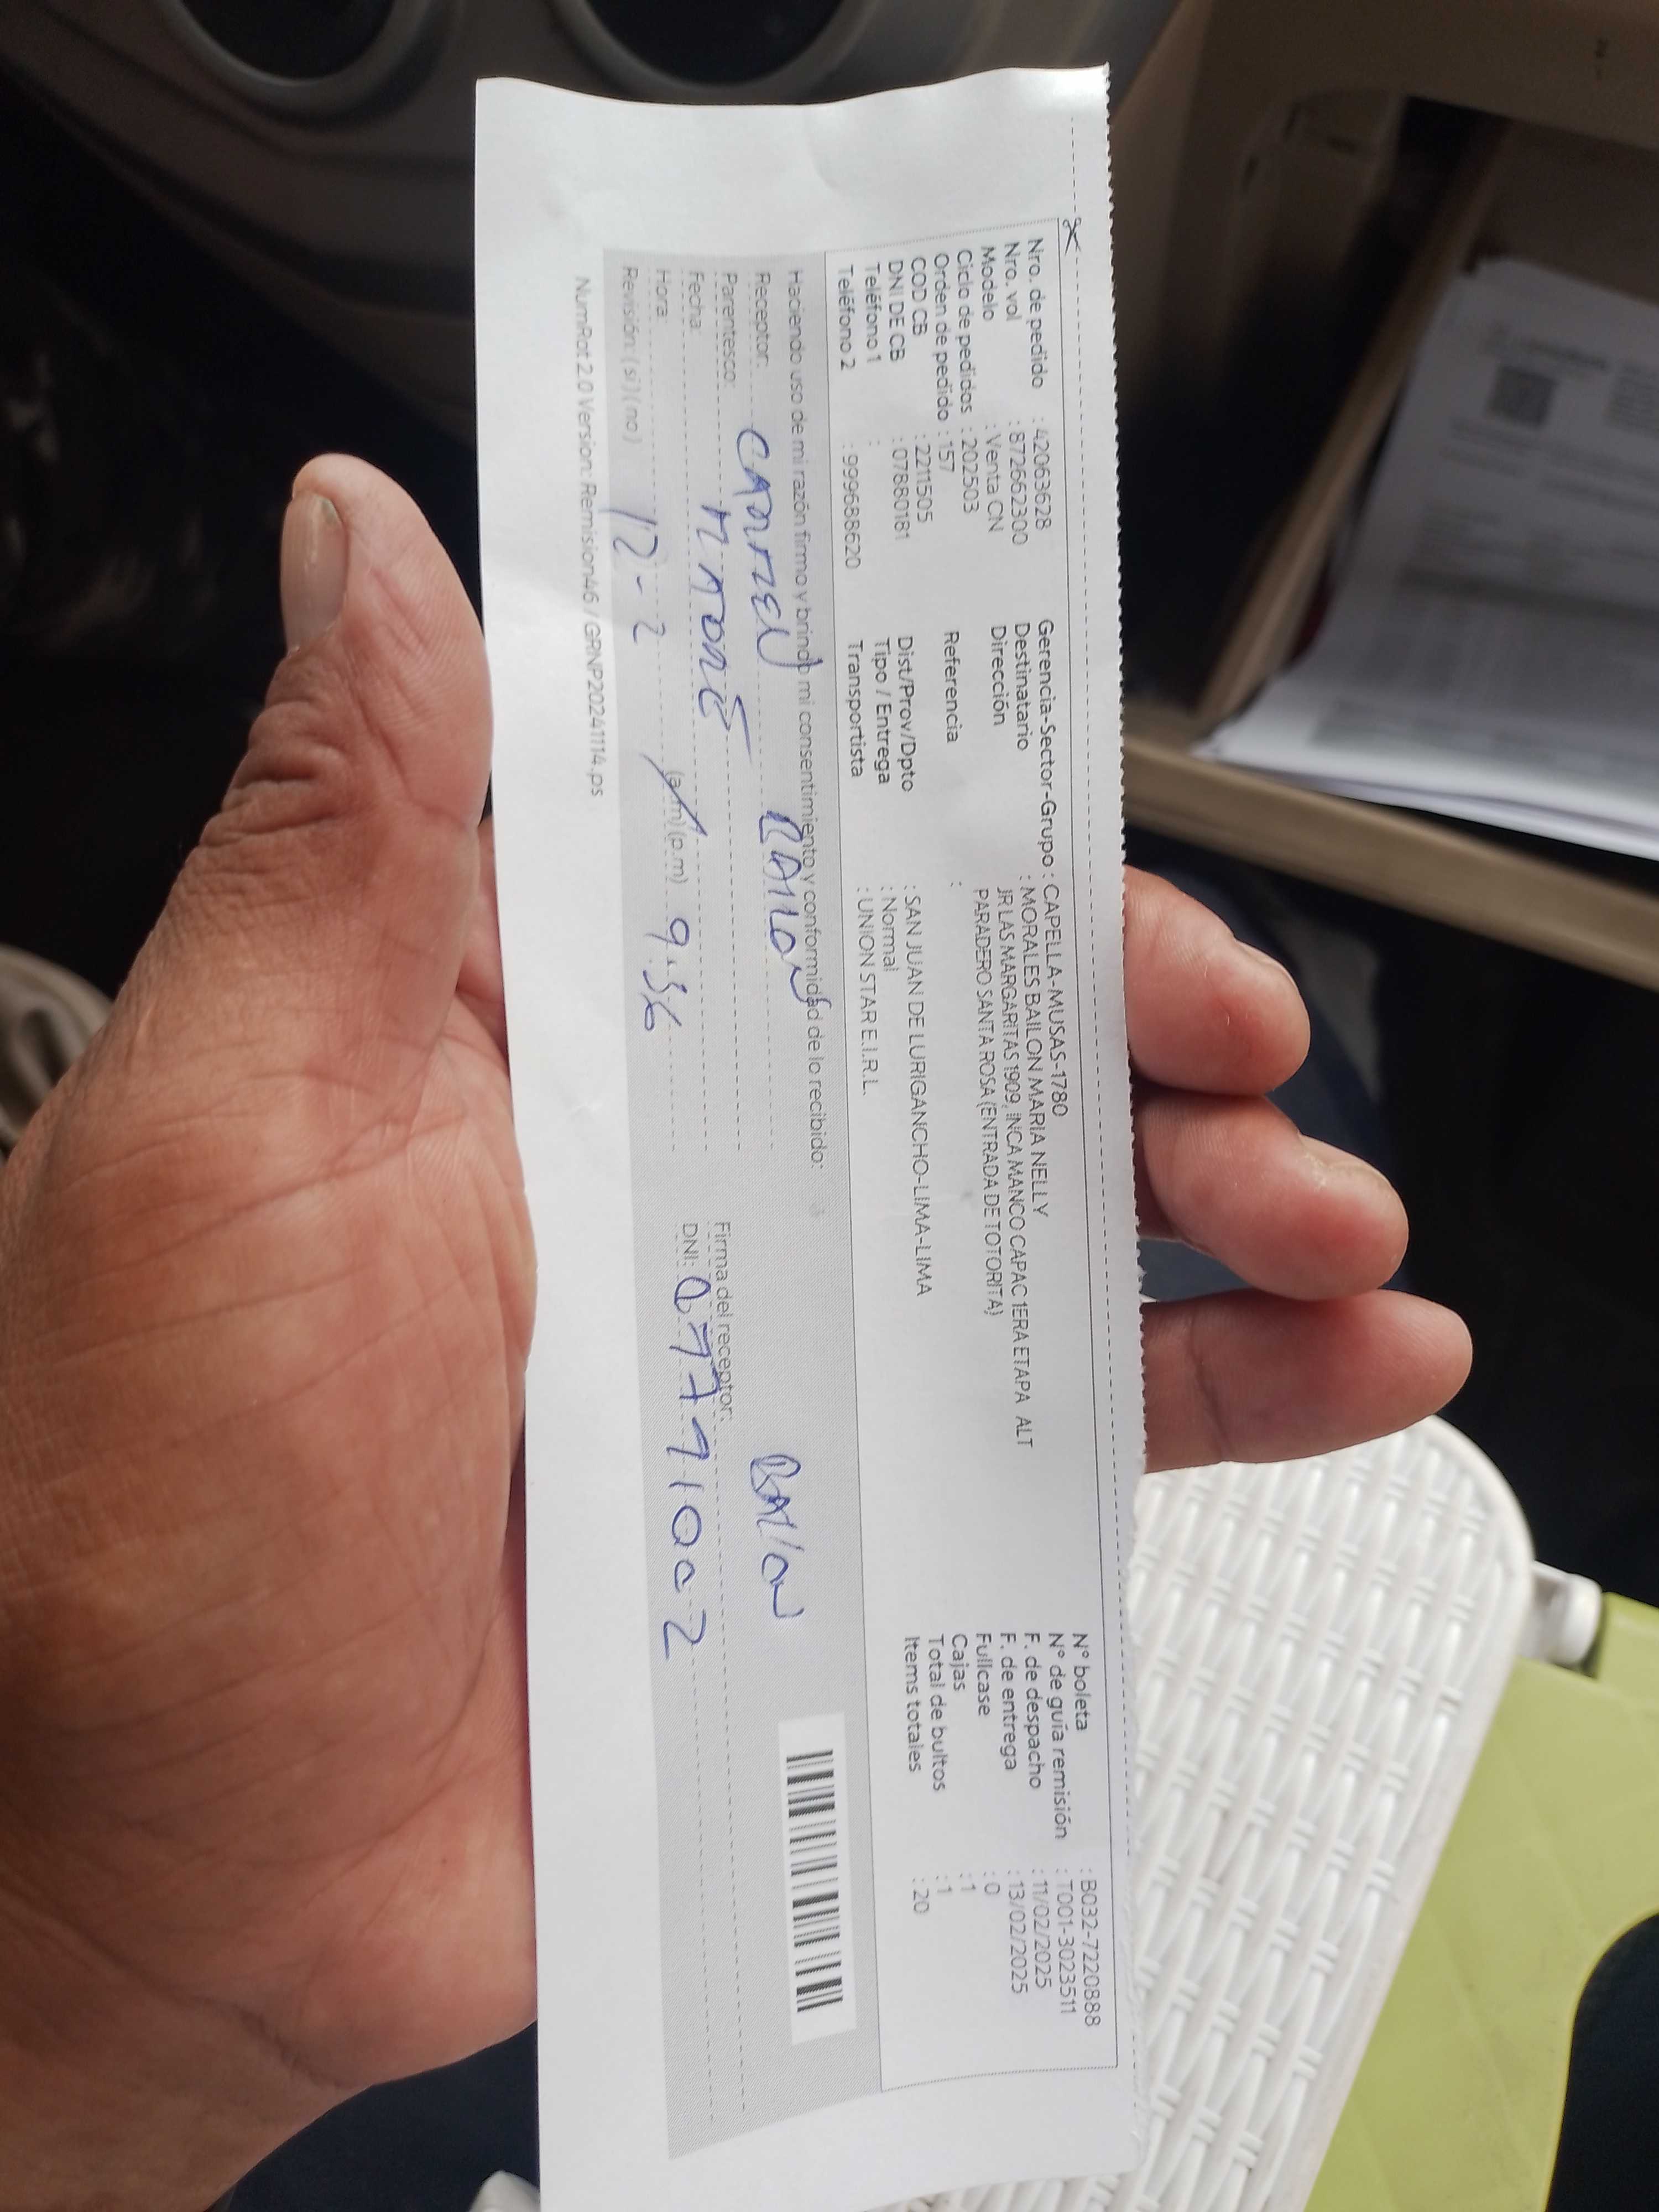 Nro. de pedido : 42063628
Nro. vol : 872662300
Modelo : Venta CN
Ciclo de pedidos : 202503
Orden de pedido : 157
COD CB : 2211505
DNI DE CB : 07880181
Teléfono 1 :
Teléfono 2 : 999688620
Gerencia-Sector-Grupo : CAPELLA-MUSAS-1780
Destinatario : MORALES BAILON MARIA NELLY
Dirección JR LAS MARGARITAS 1909, INCA MANCO CAPAC 1ERA ETAPA ALT
PARADERO SANTA ROSA (ENTRADA DE TOTORITA)
Referencia :
Dist/Prov/Dpto : SAN JUAN DE LURIGANCHO-LIMA-LIMA
Tipo / Entrega : Normal
Transportista : UNION STAR E.I.R.L.
N° boleta : B032-7220888
N° de guía remisión : T001-3023511
F. de despacho : 11/02/2025
F. de entrega : 13/02/2025
Fullcase : 0
Cajas : 1
Total de bultos : 1
Items totales : 20
Haciendo uso de mi razón firmo y brindo mi consentimiento y conformidad de lo recibido:
Receptor: CARMEN BAILON
Parentesco: MADRE
Fecha: 12-2
Hora: (a.m) (p.m) 9.36
Revisión: (si) (no)
BAILON
Firma del receptor:
DNI: 07791002
NumRot 2.0 Version: Remision46 / GRNP20241114.ps